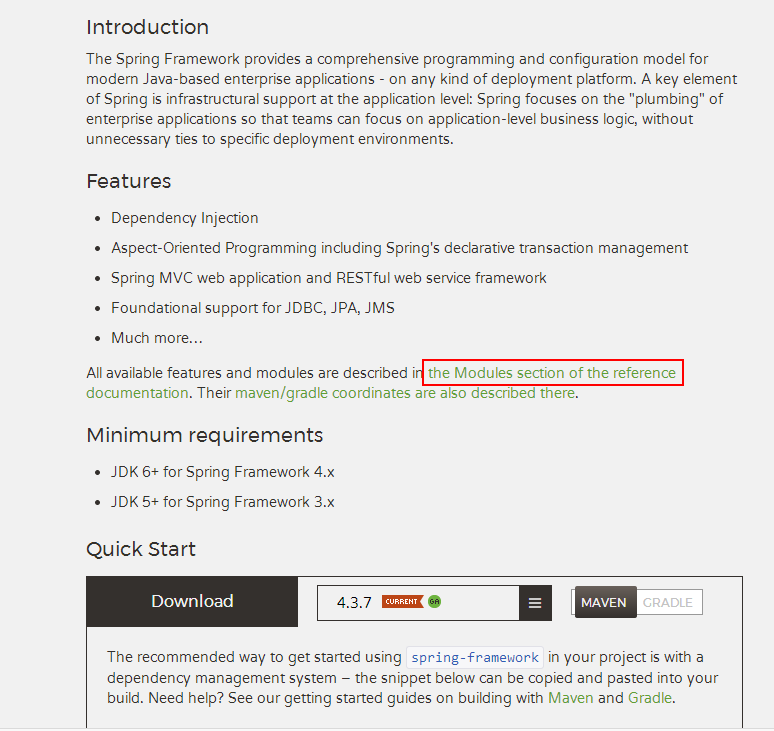 Introduction
The Spring Framework provides a comprehensive programming and configuration model for
modern Java-based enterprise applications - on any kind of deployment platform. A key element
of Spring is infrastructural support at the application level: Spring focuses on the "plumbing" of
enterprise applications so that teams can focus on application-level business logic, without
unnecessary ties to specific deployment environments.
Features
• Dependency Injection
• Aspect-Oriented Programming including Spring's declarative transaction management
• Spring MVC web application and RESTful web service framework
• Foundational support for JDBC, JPA, JMS
• Much more...
All available features and modules are described in the Modules section of the reference
documentation. Their maven/gradle coordinates are also described there.
Minimum requirements
• JDK 6+ for Spring Framework 4.x
• JDK 5+ for Spring Framework 3.x
Quick Start
Download 4.3.7 CURRENT GA MAVEN GRADLE
The recommended way to get started using spring-framework in your project is with a
dependency management system – the snippet below can be copied and pasted into your
build. Need help? See our getting started guides on building with Maven and Gradle.